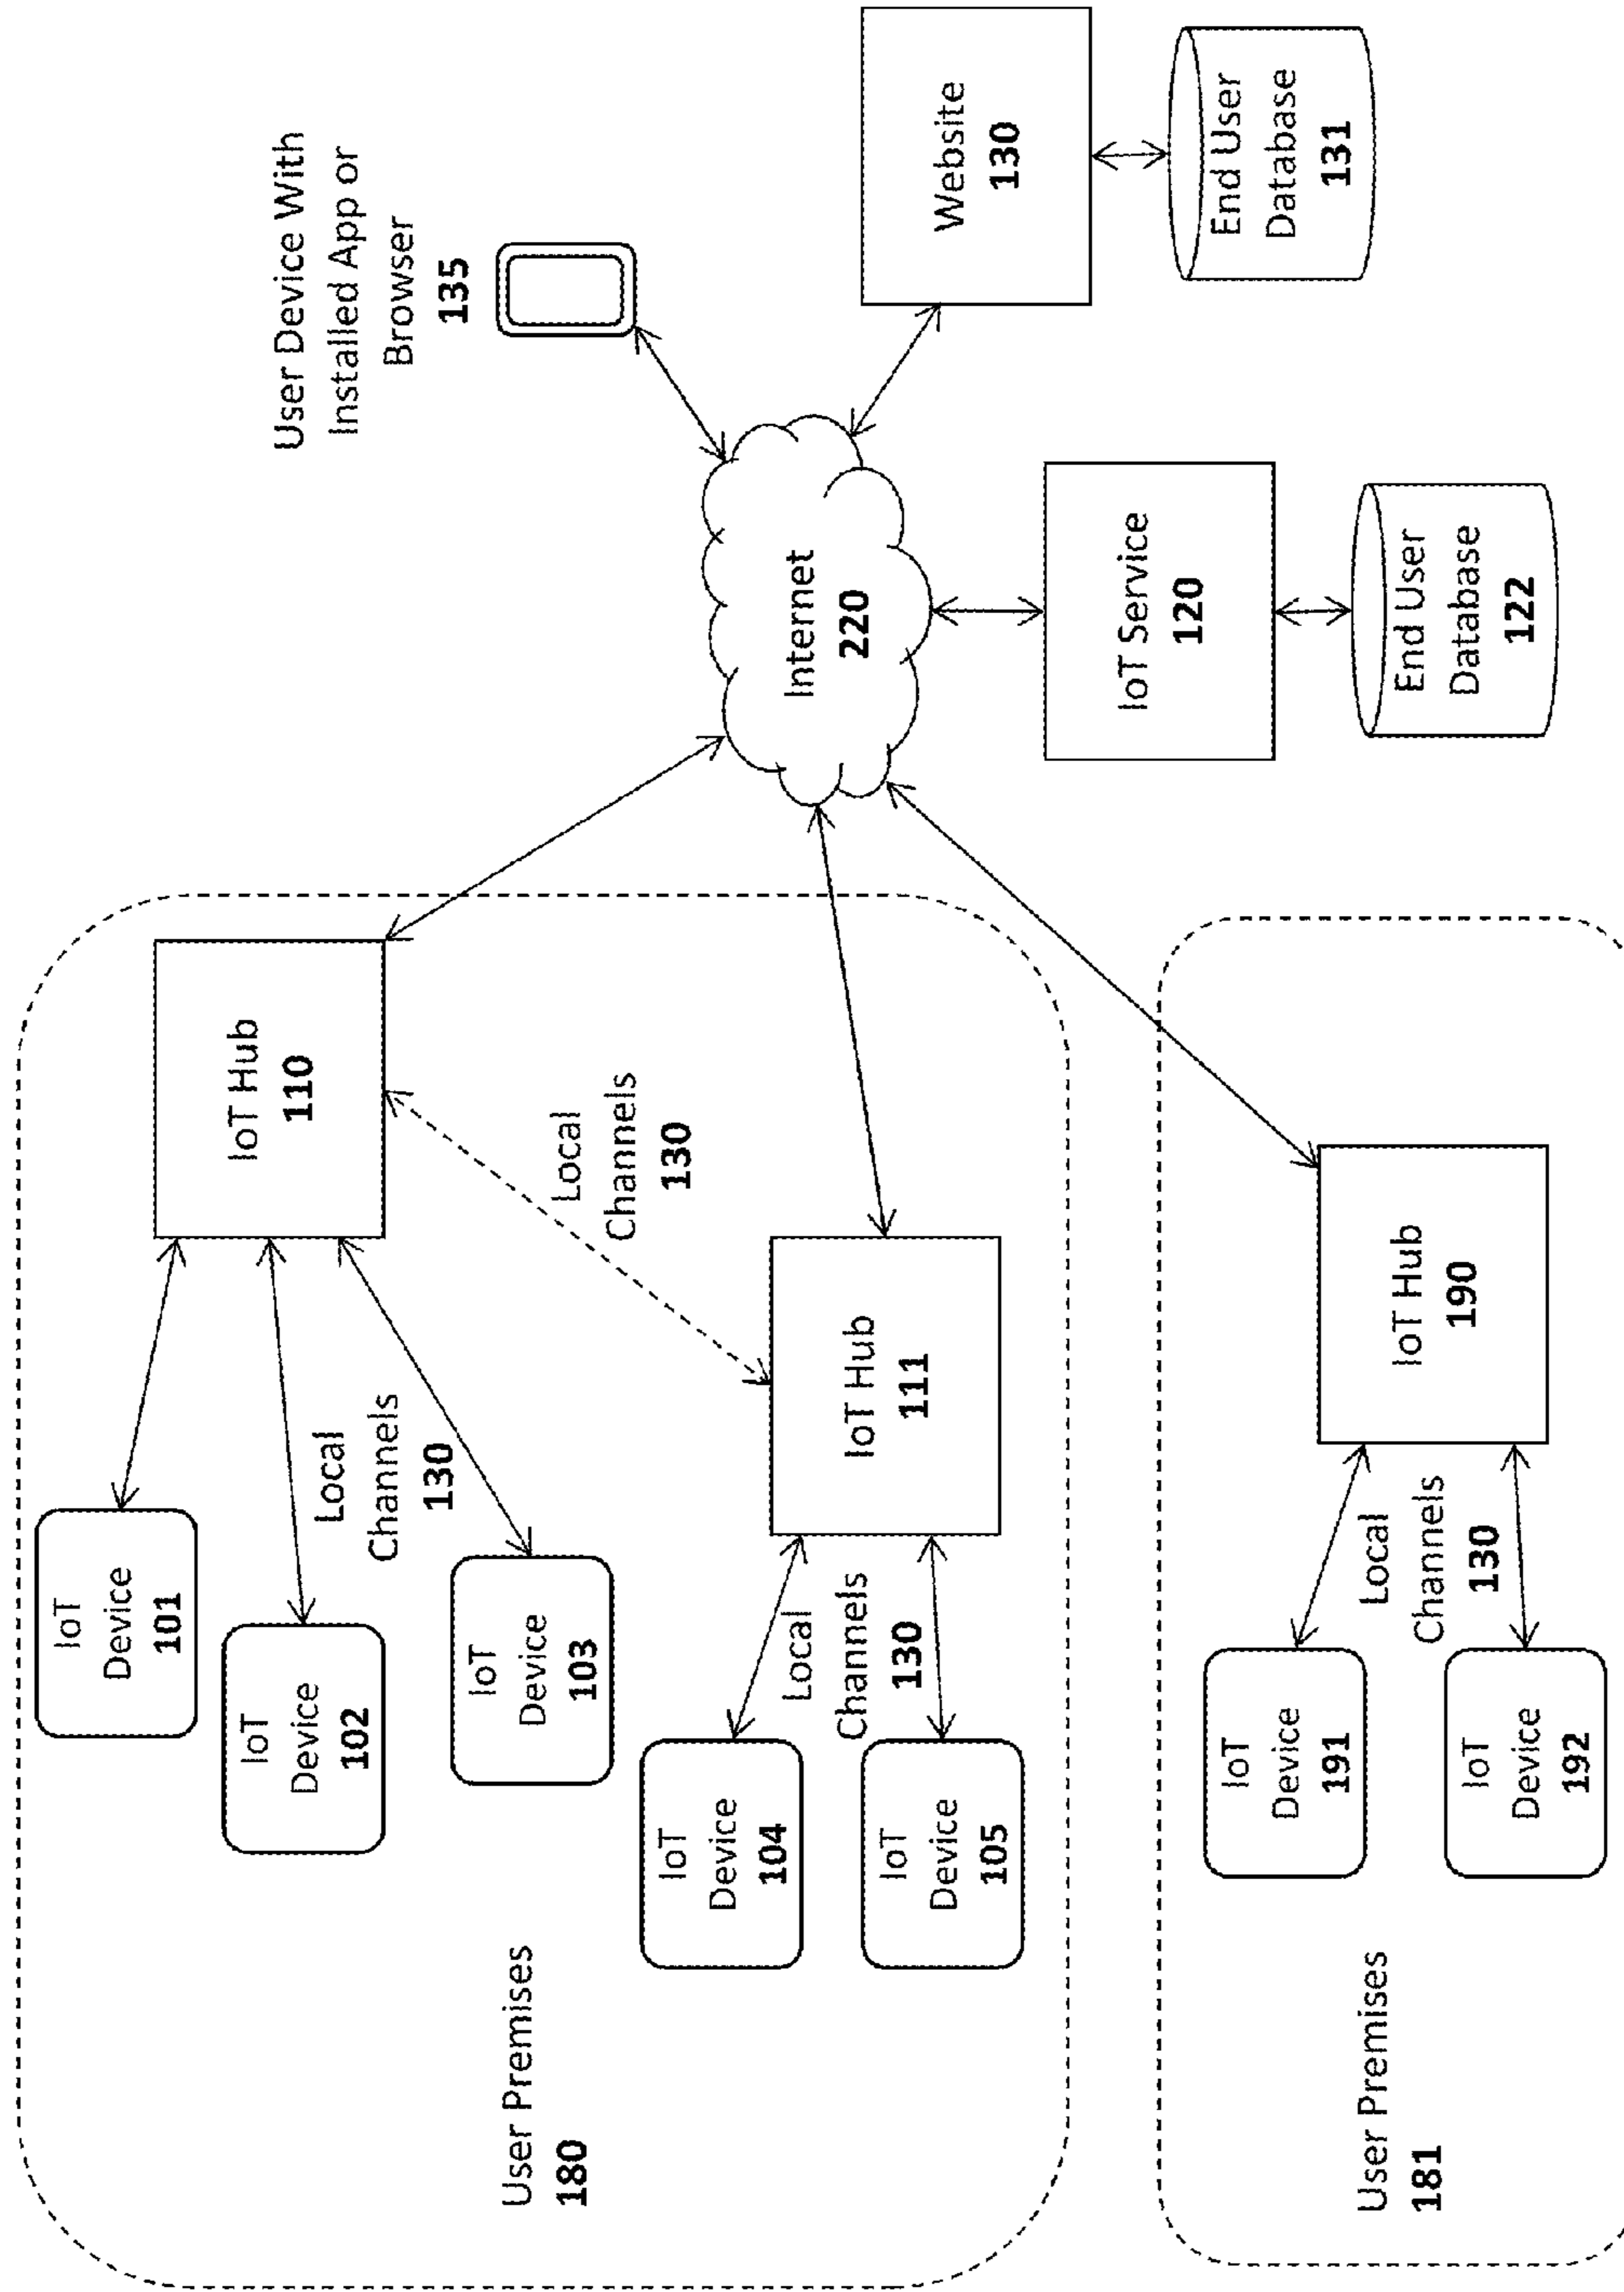 IoT
Device
101
IoT
Device
102
IoT
Device
103
Local
Channels
130
IoT Hub
110
User Device With
Installed App or
Browser
135
User Premises
180
Local
Channels
130
IoT
Device
104
IoT
Device
105
Local
Channels
130
IoT Hub
111
Internet
220
Website
130
End User
Database
131
IoT Service
120
End User
Database
122
User Premises
181
IoT
Device
191
IoT
Device
192
Local
Channels
130
IoT Hub
190